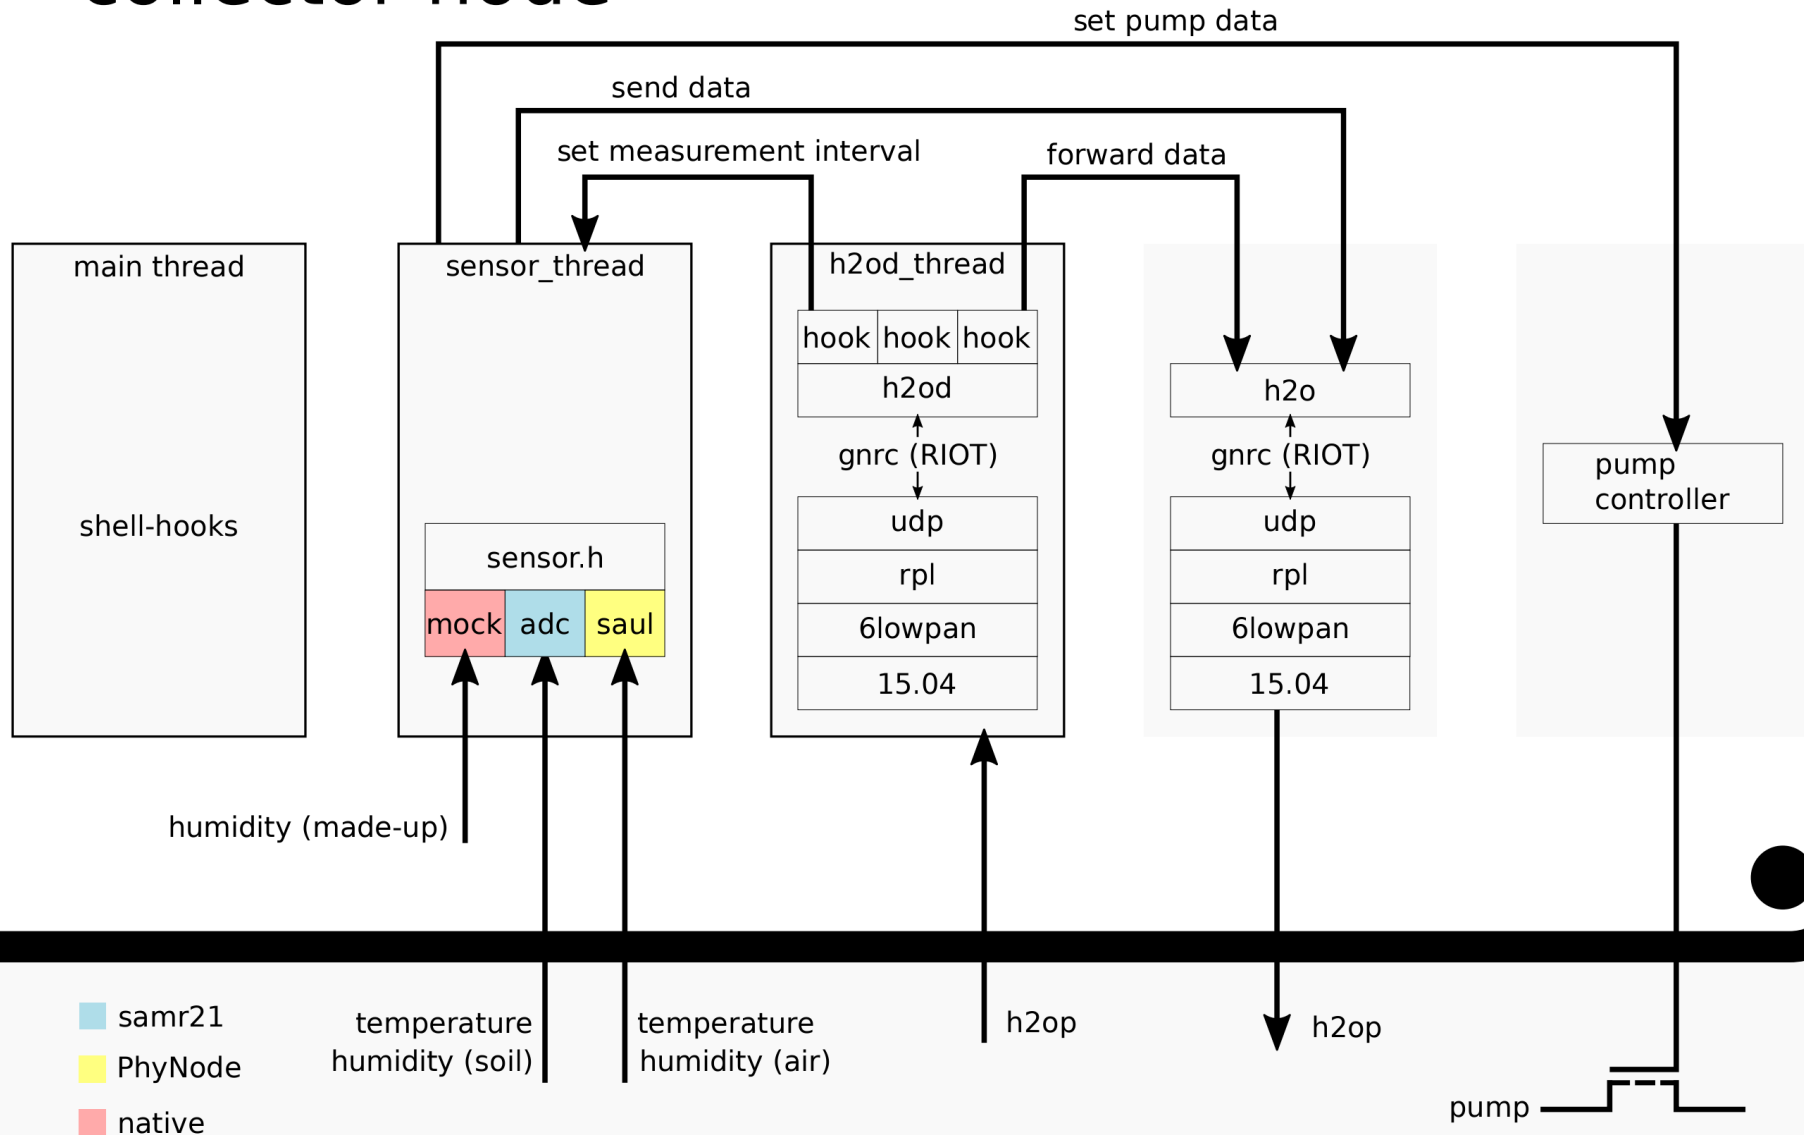 collector node
set pump data
send data
set measurement interval
forward data
main thread
shell-hooks
sensor_thread
sensor.h
mock adc saul
h2od_thread
hook hook hook
h2od
gnrc (RIOT)
udp
rpl
6lowpan
15.04
h2o
gnrc (RIOT)
udp
rpl
6lowpan
15.04
pump
controller
humidity (made-up)
temperature
humidity (soil)
temperature
humidity (air)
h2op
h2op
samr21
PhyNode
native
pump